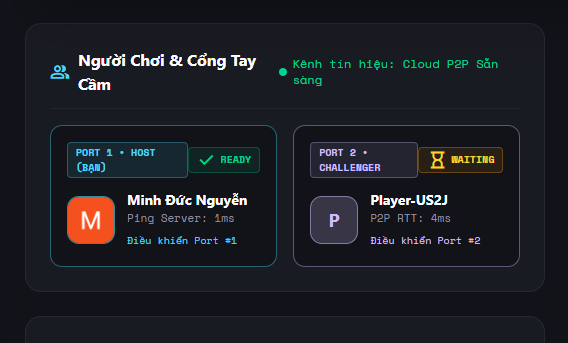 Người Chơi & Cổng Tay
Cầm
Kênh tín hiệu: Cloud P2P Sẵn
sàng
PORT 1 • HOST
(BẠN)
READY
M
Minh Đức Nguyễn
Ping Server: 1ms
Điều khiển Port #1
PORT 2 •
CHALLENGER
WAITING
P
Player-US2J
P2P RTT: 4ms
Điều khiển Port #2